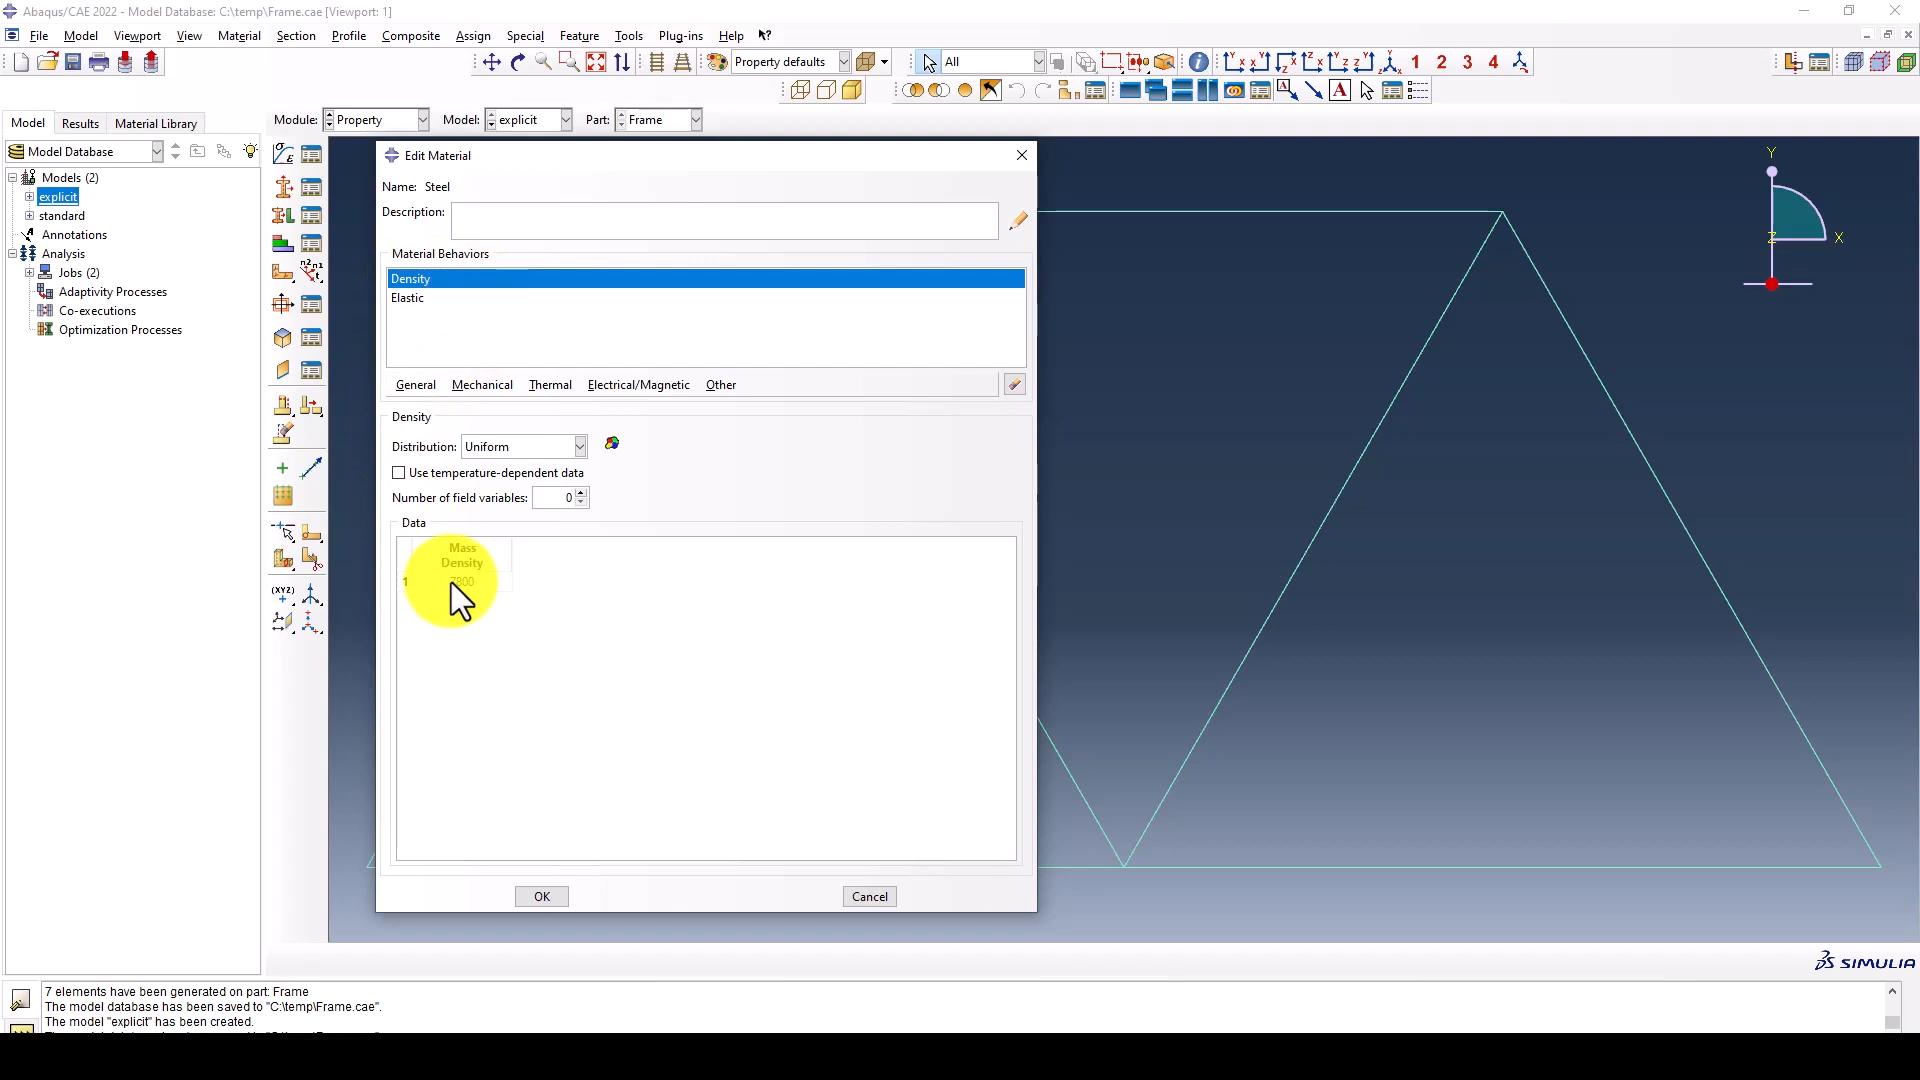 Abaqus/CAE 2022 - Model Database: C:\temp\Frame.cae [Viewport: 1]
File Model Viewport View Material Section Profile Composite Assign Special Feature Tools Plug-ins Help
Property defaults All 1 2 3 4
Model Results Material Library
Module: Property Model: explicit Part: Frame
Model Database
Models (2)
explicit
standard
Annotations
Analysis
Jobs (2)
Adaptivity Processes
Co-executions
Optimization Processes
Edit Material
Name: Steel
Description:
Material Behaviors
Density
Elastic
General Mechanical Thermal Electrical/Magnetic Other
Density
Distribution: Uniform
Use temperature-dependent data
Number of field variables: 0
Data
Mass
Density
1 7800
OK Cancel
Y
Z X
SIMULIA
7 elements have been generated on part: Frame
The model database has been saved to "C:\temp\Frame.cae".
The model "explicit" has been created.